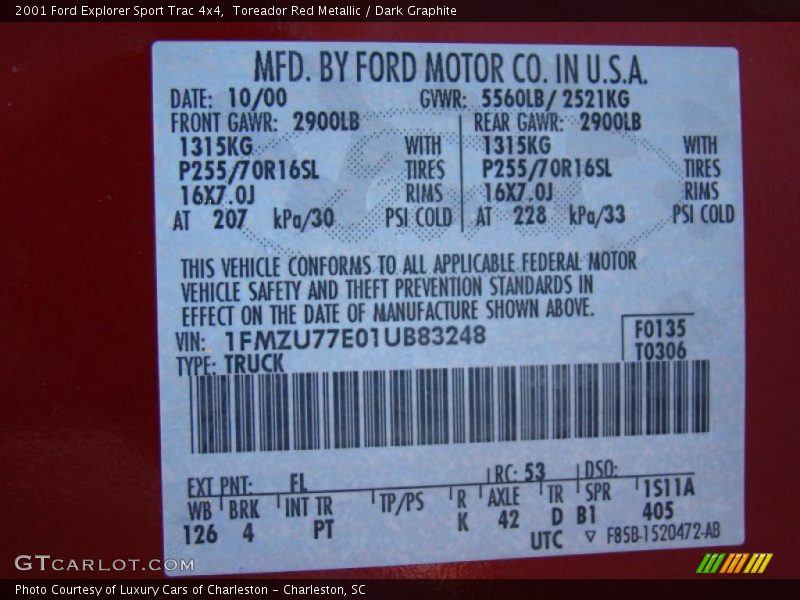 2001 Ford Explorer Sport Trac 4x4,  Toreador Red Metallic / Dark Graphite
MFD. BY FORD MOTOR CO. IN U.S.A.
DATE: 10/00 GVWR: 5560LB/ 2521KG
FRONT GAWR: 2900LB REAR GAWR: 2900LB
1315KG WITH 1315KG WITH
P255/70R16SL TIRES P255/70R16SL TIRES
16X7.0J RIMS 16X7.0J RIMS
AT 207 kPa/30 PSI COLD AT 228 kPa/33 PSI COLD
THIS VEHICLE CONFORMS TO ALL APPLICABLE FEDERAL MOTOR
VEHICLE SAFETY AND THEFT PREVENTION STANDARDS IN
EFFECT ON THE DATE OF MANUFACTURE SHOWN ABOVE.
VIN: 1FMZU77E01UB83248 F0135
TYPE: TRUCK T0306
EXT PNT: FL RC: 53 DSO:
WB BRK INT TR TP/PS R AXLE TR SPR 1S11A
126 4 PT K 42 D B1 405
UTC ▽ F85B-1520472-AB
GTCARLOT.COM
Photo Courtesy of Luxury Cars of Charleston - Charleston, SC